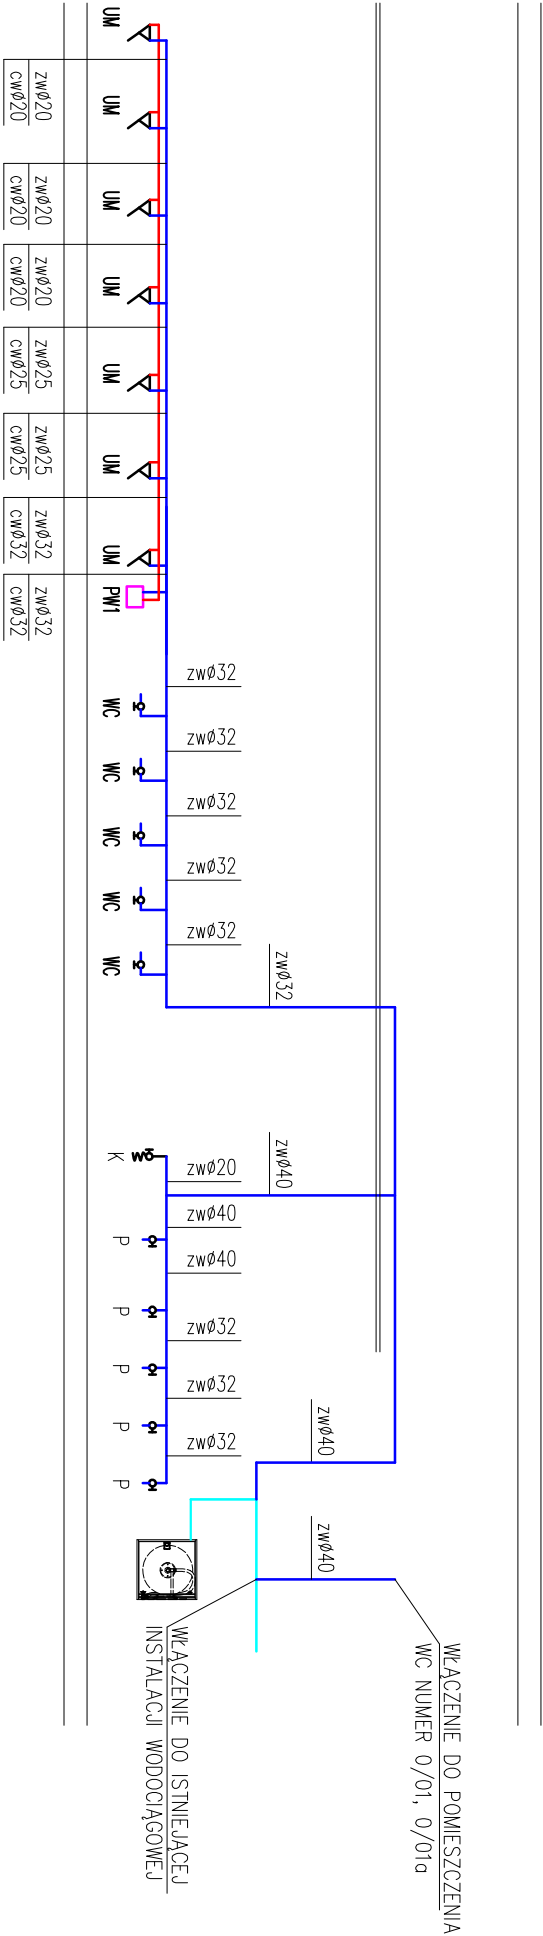 UM
zwø20
cwø20
UM
zwø20
cwø20
UM
zwø20
cwø20
UM
zwø25
cwø25
UM
zwø25
cwø25
UM
zwø32
cwø32
UM
zwø32
cwø32
PW1
zwø32
WC
zwø32
WC
zwø32
WC
zwø32
WC
zwø32
WC
zwø32
K
zwø20
zwø40
zwø40
P
zwø40
P
zwø32
P
zwø32
P
zwø32
P
zwø40
zwø40
WŁĄCZENIE DO ISTNIEJĄCEJ
INSTALACJI WODOCIĄGOWEJ
WŁĄCZENIE DO POMIESZCZENIA
WC NUMER 0/01, 0/01a